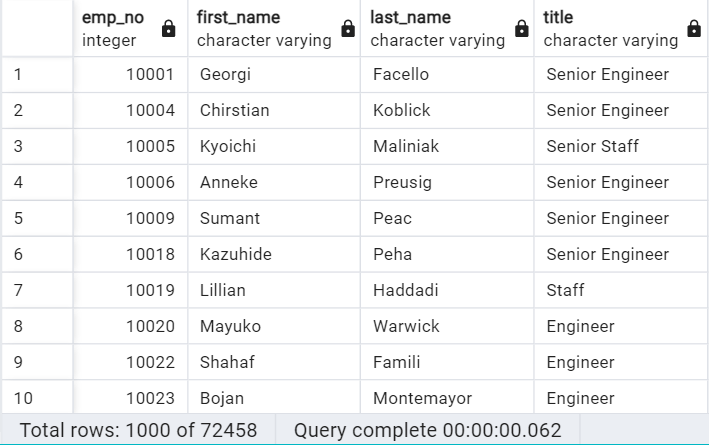 emp_no first_name last_name title
integer character varying character varying character varying
1 10001 Georgi Facello Senior Engineer
2 10004 Chirstian Koblick Senior Engineer
3 10005 Kyoichi Maliniak Senior Staff
4 10006 Anneke Preusig Senior Engineer
5 10009 Sumant Peac Senior Engineer
6 10018 Kazuhide Peha Senior Engineer
7 10019 Lillian Haddadi Staff
8 10020 Mayuko Warwick Engineer
9 10022 Shahaf Famili Engineer
10 10023 Bojan Montemayor Engineer
Total rows: 1000 of 72458 Query complete 00:00:00.062